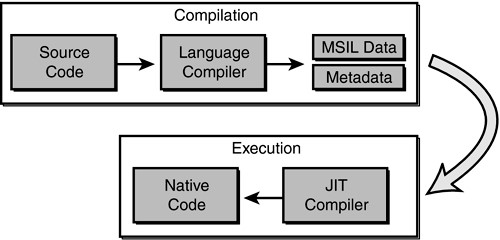 Compilation
Source
Code
Language
Compiler
MSIL Data
Metadata
Execution
Native
Code
JIT
Compiler